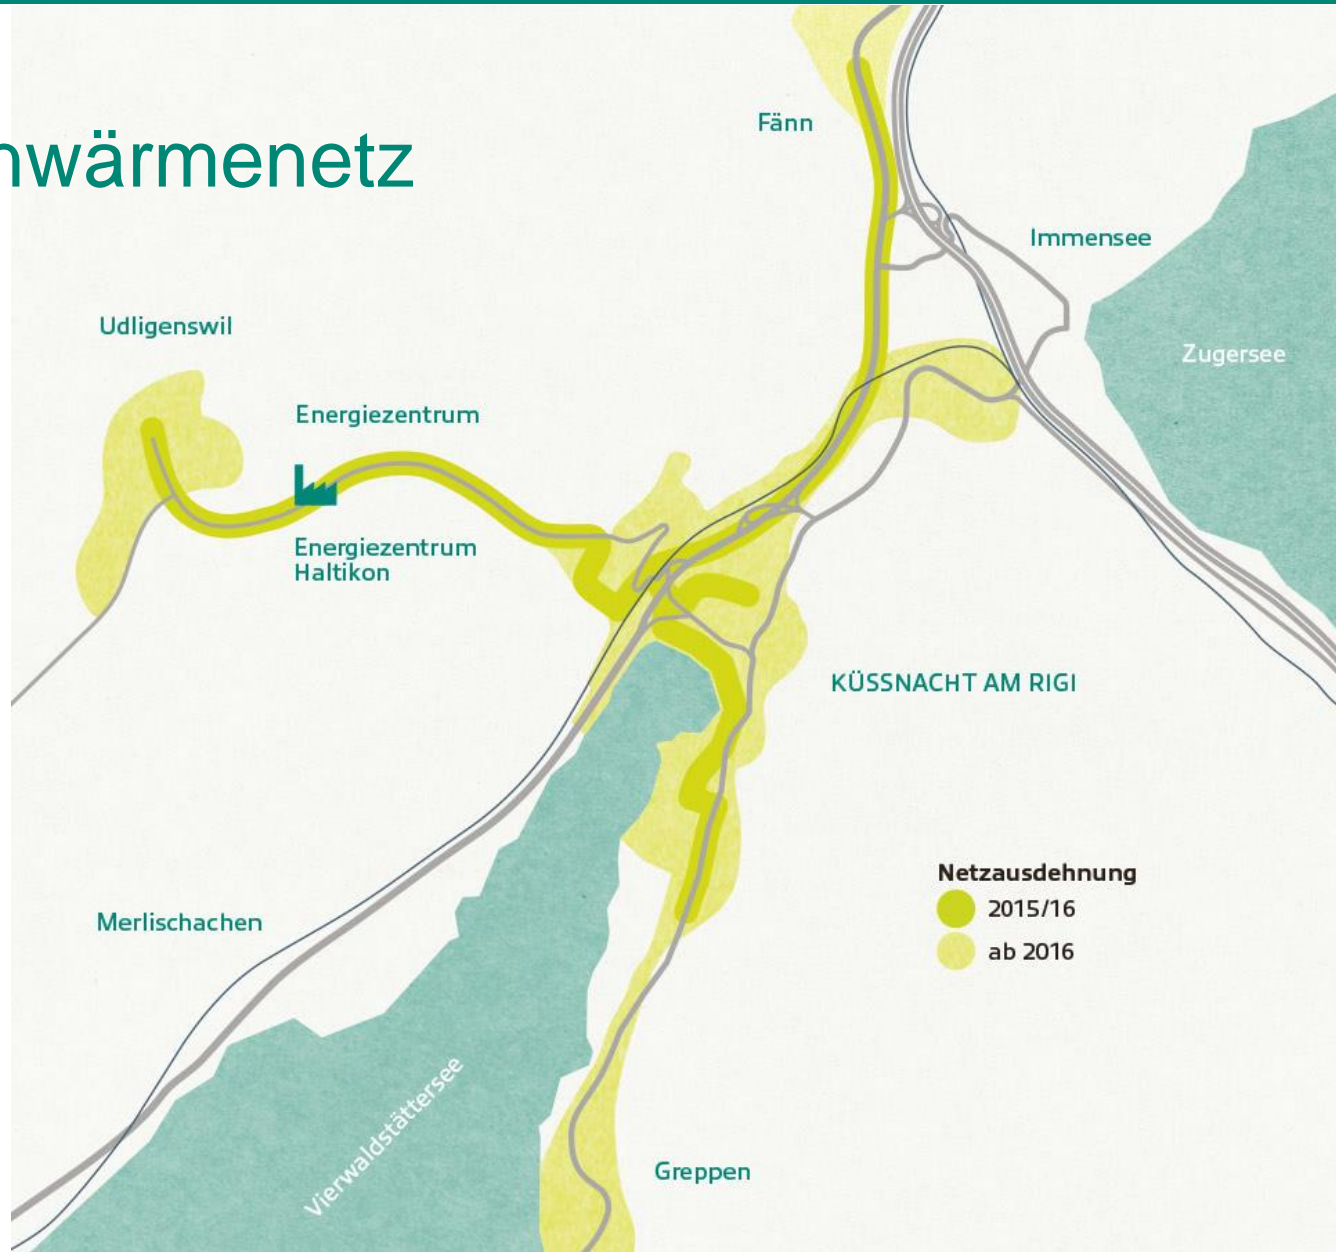 nwärmenetz
Fänn
Immensee
Udligenswil
Zugersee
Energiezentrum
Energiezentrum
Haltikon
KÜSSNACHT AM RIGI
Netzausdehnung
2015/16
ab 2016
Merlischachen
Vierwaldstättersee
Greppen